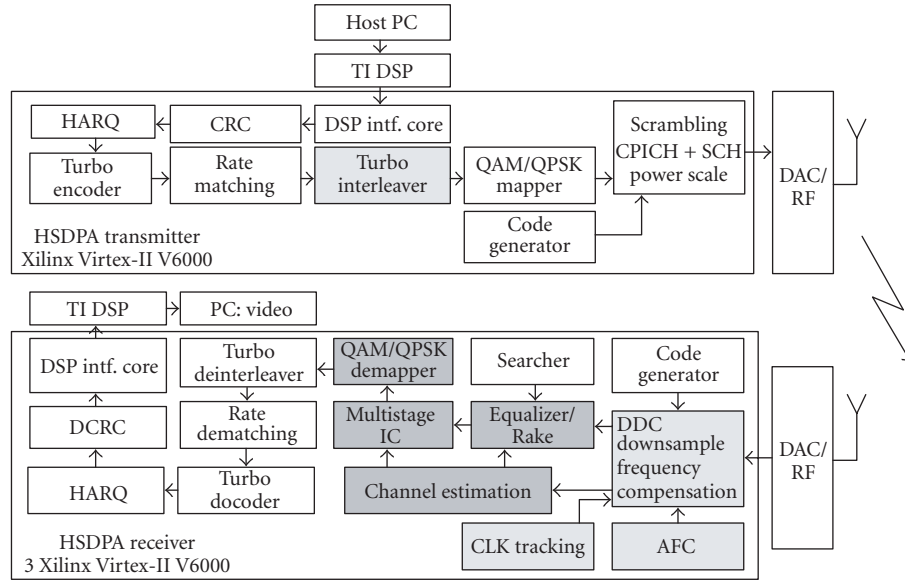 Host PC
TI DSP
HARQ
CRC
DSP intf. core
Turbo
encoder
Rate
matching
Turbo
interleaver
QAM/QPSK
mapper
Scrambling
CPICH + SCH
power scale
Code
generator
DAC/
RF
HSDPA transmitter
Xilinx Virtex-II V6000
TI DSP
PC: video
DSP intf. core
Turbo
deinterleaver
QAM/QPSK
demapper
Searcher
Code
generator
DCRC
Rate
dematching
Multistage
IC
Equalizer/
Rake
DDC
downsample
frequency
compensation
DAC/
RF
HARQ
Turbo
docoder
Channel estimation
CLK tracking
AFC
HSDPA receiver
3 Xilinx Virtex-II V6000